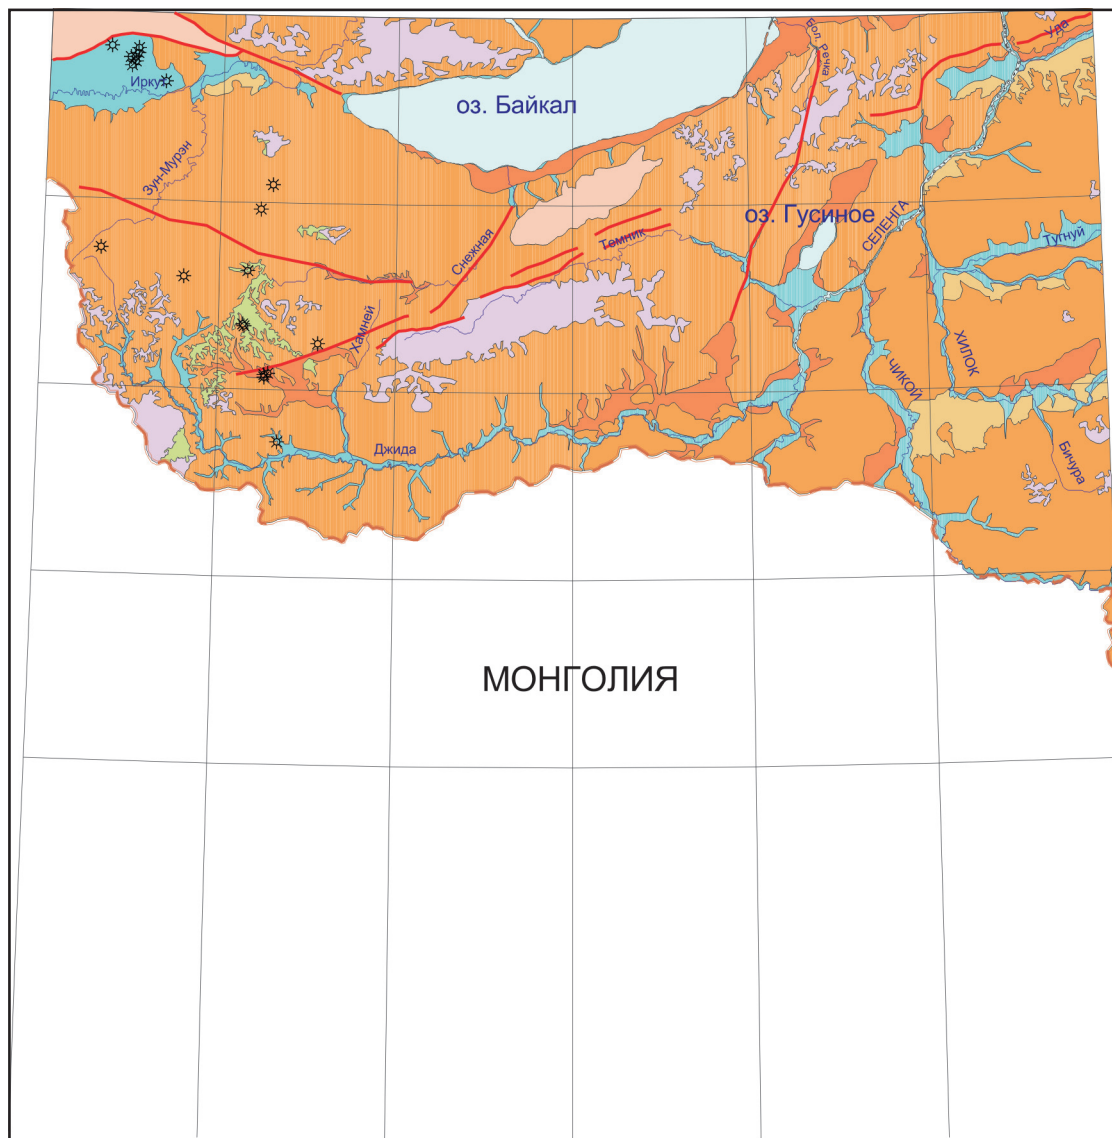 Уда
Бол. Речка
Ирку
оз. Байкал
Зун-Мурэн
оз. Гусиное
СЕЛЕНГА
Тугнуй
Снежная
Темник
Хамней
ХИЛОК
ЧИКОЙ
Джида
Бичура
МОНГОЛИЯ